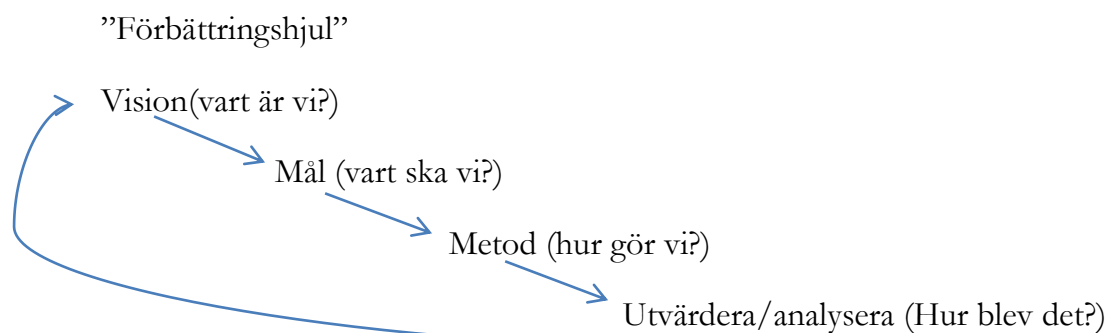 ”Förbättringshjul”
Vision(vart är vi?)
Mål (vart ska vi?)
Metod (hur gör vi?)
Utvärdera/analysera (Hur blev det?)